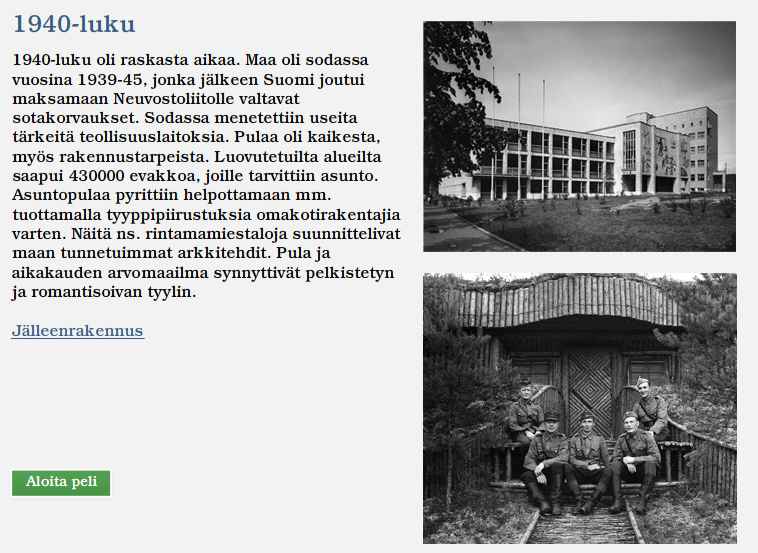 1940-luku
1940-luku oli raskasta aikaa. Maa oli sodassa
vuosina 1939-45, jonka jälkeen Suomi joutui
maksamaan Neuvostoliitolle valtavat
sotakorvaukset. Sodassa menetettiin useita
tärkeitä teollisuuslaitoksia. Pulaa oli kaikesta,
myös rakennustarpeista. Luovutetuilta alueilta
saapui 430000 evakkoa, joille tarvittiin asunto.
Asuntopulaa pyrittiin helpottamaan mm.
tuottamalla tyyppipiirustuksia omakotirakentajia
varten. Näitä ns. rintamamiestaloja suunnittelivat
maan tunnetuimmat arkkitehdit. Pula ja
aikakauden arvomaailma synnyttivät pelkistetyn
ja romantisoivan tyylin.
Jälleenrakennus
Aloita peli